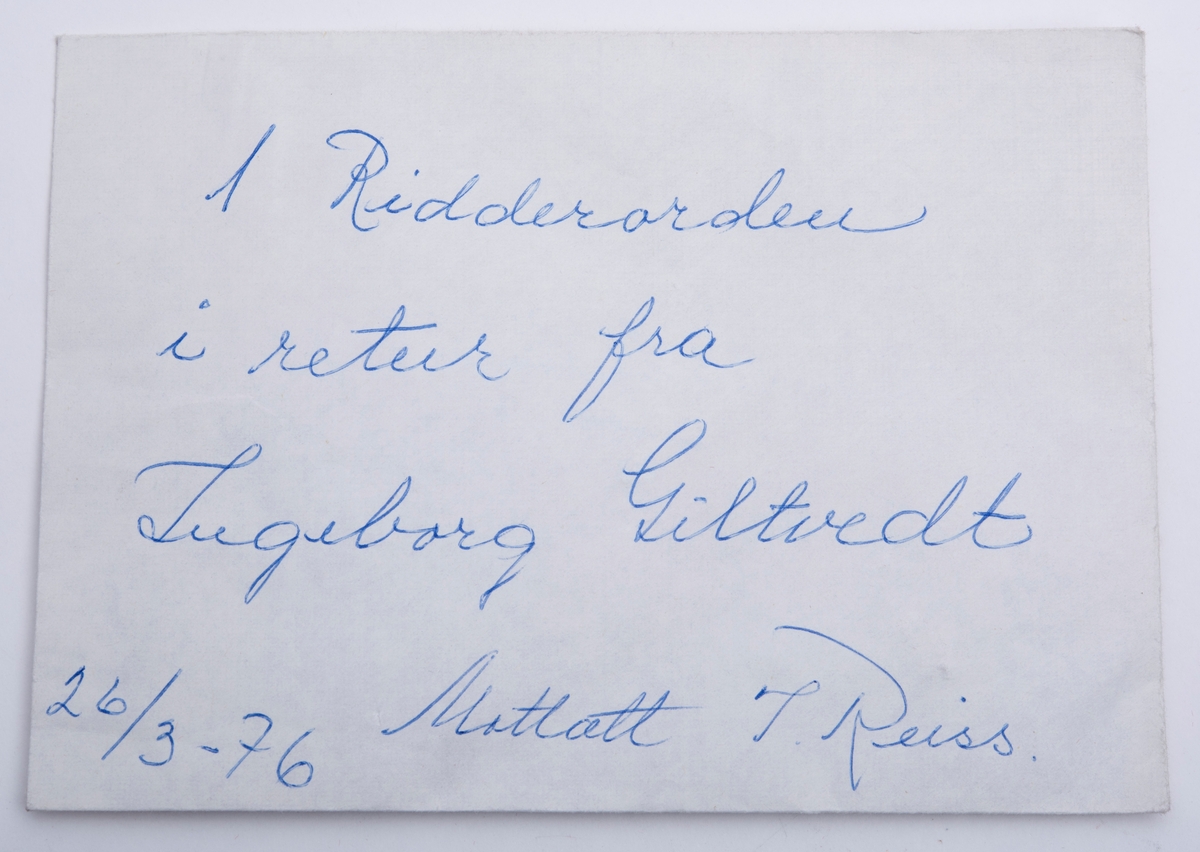 1 Ridderorden
i retur fra
Ingeborg Giltvedt
26/3-76 Mottatt T. Reiss.